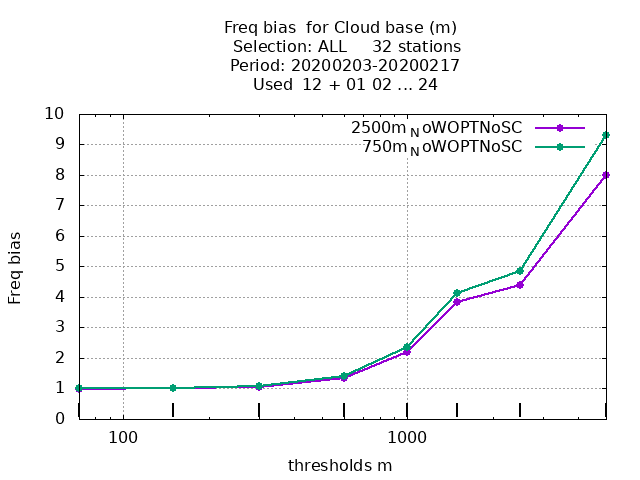 Freq bias  for Cloud base (m)
Selection: ALL     32 stations
Period: 20200203-20200217
Used  12 + 01 02 ... 24
2500m_NoWOPTNoSC
750m_NoWOPTNoSC
10
9
8
7
6
5
4
3
2
1
0
Freq bias
100
1000
thresholds m